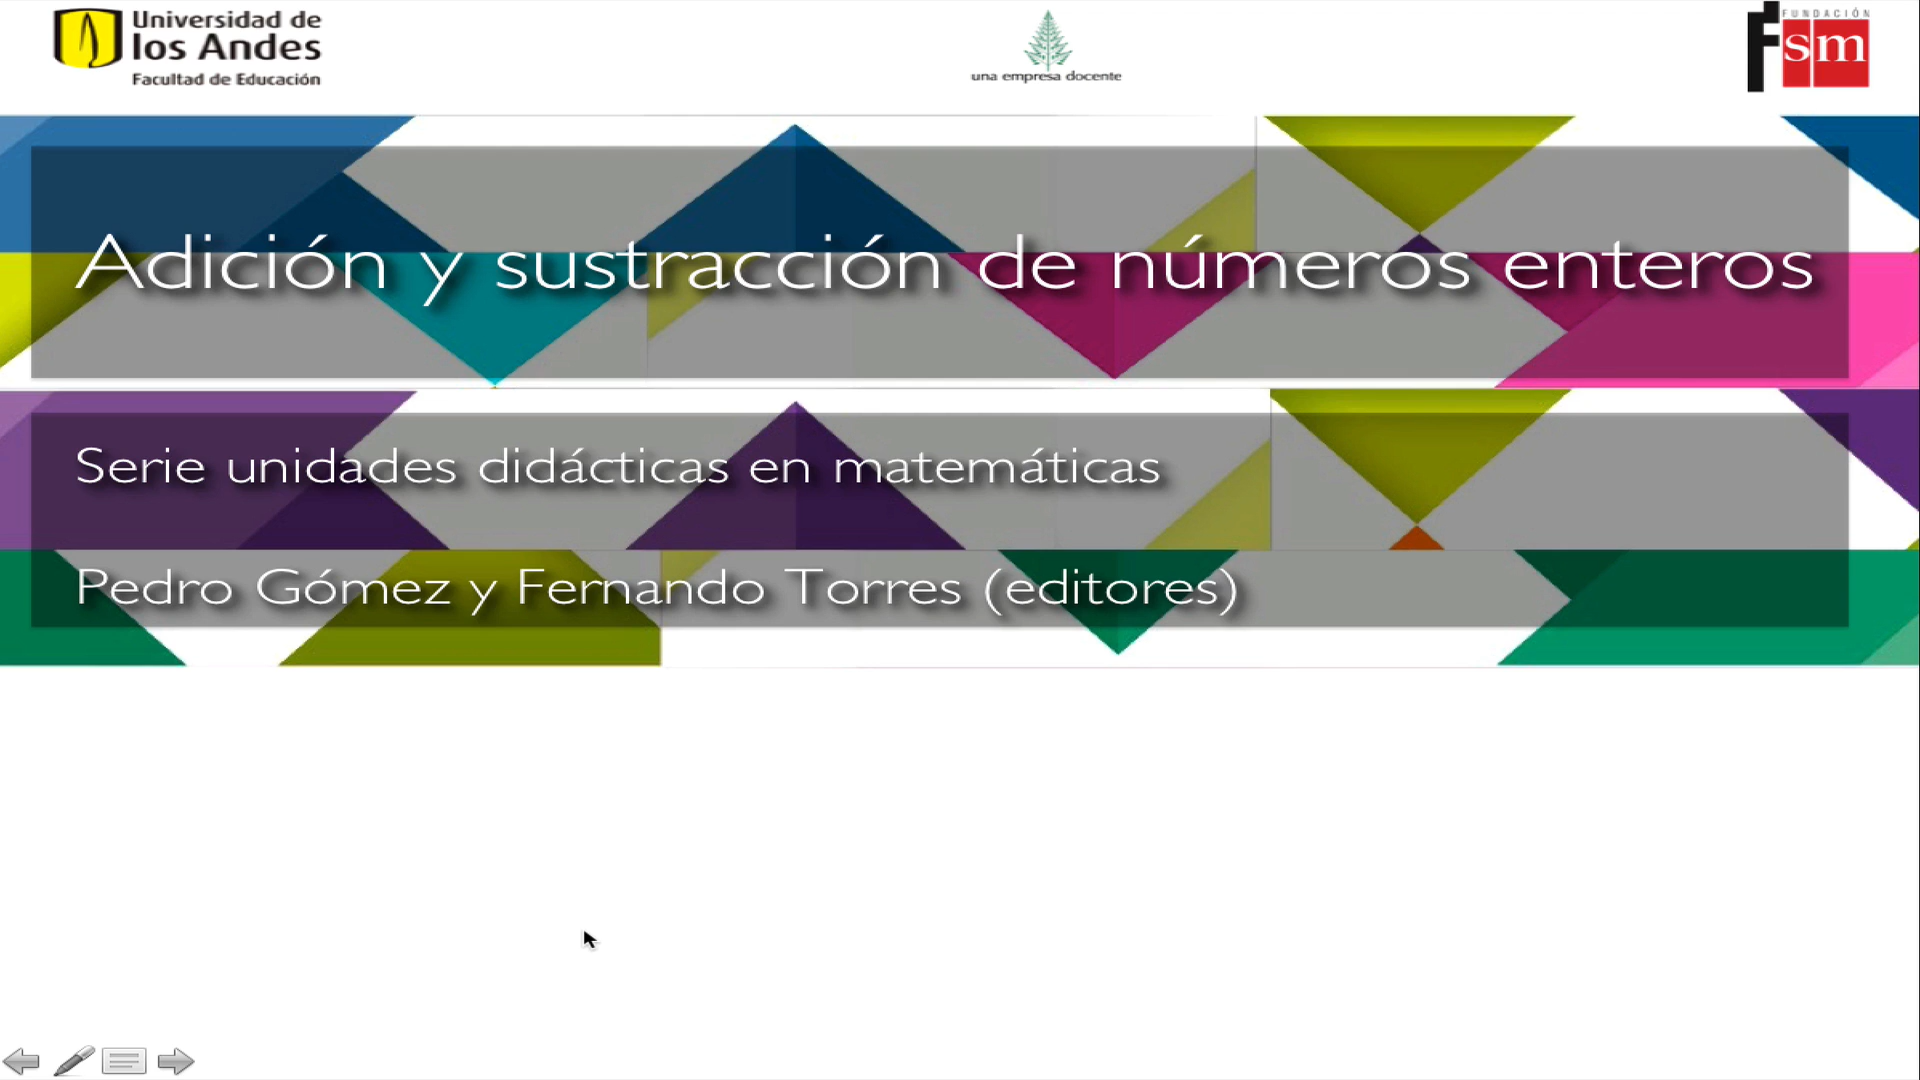 Universidad de
los Andes
Facultad de Educación
una empresa docente
FUNDACIÓN
fsm
Adición y sustracción de números enteros
Serie unidades didácticas en matemáticas
Pedro Gómez y Fernando Torres (editores)